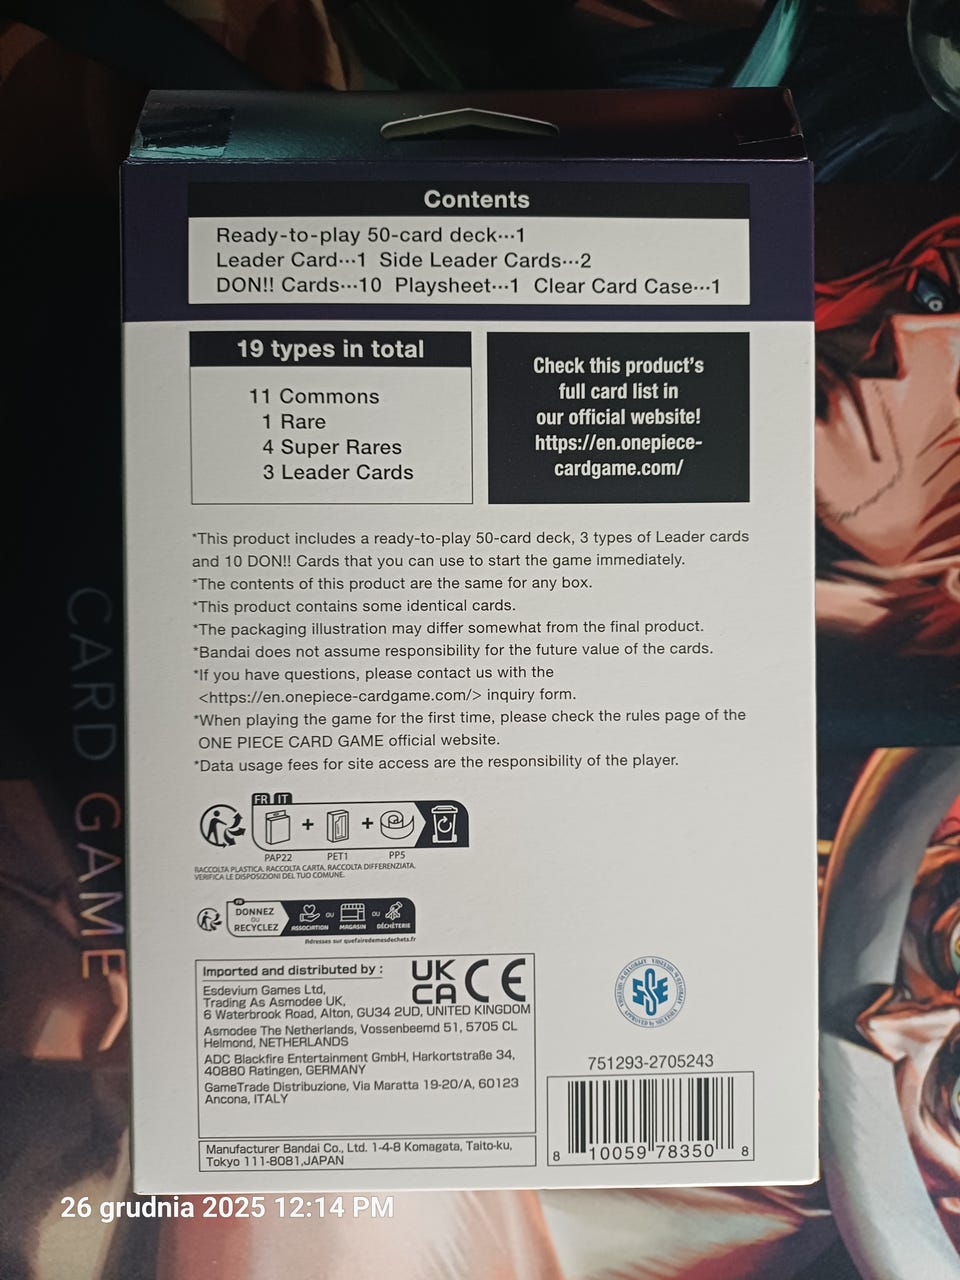 Contents
Ready-to-play 50-card deck···1
Leader Card···1 Side Leader Cards···2
DON!! Cards···10 Playsheet···1 Clear Card Case···1
19 types in total
11 Commons
1 Rare
4 Super Rares
3 Leader Cards
Check this product's
full card list in
our official website!
https://en.onepiece-
cardgame.com/
*This product includes a ready-to-play 50-card deck, 3 types of Leader cards
and 10 DON!! Cards that you can use to start the game immediately.
*The contents of this product are the same for any box.
*This product contains some identical cards.
*The packaging illustration may differ somewhat from the final product.
*Bandai does not assume responsibility for the future value of the cards.
*If you have questions, please contact us with the
<https://en.onepiece-cardgame.com/> inquiry form.
*When playing the game for the first time, please check the rules page of the
ONE PIECE CARD GAME official website.
*Data usage fees for site access are the responsibility of the player.
FR IT
+ +
PAP22 PET1 PP5
RACCOLTA PLASTICA. RACCOLTA CARTA. RACCOLTA DIFFERENZIATA.
VERIFICA LE DISPOSIZIONI DEL TUO COMUNE.
FR
DONNEZ
OU
RECYCLEZ
OU OU
ASSOCIATION MAGASIN DÉCHÈTERIE
Adresses sur quefairedemesdechets.fr
Imported and distributed by :
UK
CA CE
Esdevium Games Ltd,
Trading As Asmodee UK,
6 Waterbrook Road, Alton, GU34 2UD, UNITED KINGDOM
Asmodee The Netherlands, Vossenbeemd 51, 5705 CL
Helmond, NETHERLANDS
ADC Blackfire Entertainment GmbH, Harkortstraße 34,
40880 Ratingen, GERMANY
GameTrade Distribuzione, Via Maratta 19-20/A, 60123
Ancona, ITALY
Manufacturer Bandai Co., Ltd. 1-4-8 Komagata, Taito-ku,
Tokyo 111-8081,JAPAN
751293-2705243
8 10059 78350 8
CARD GAME
26 grudnia 2025 12:14 PM